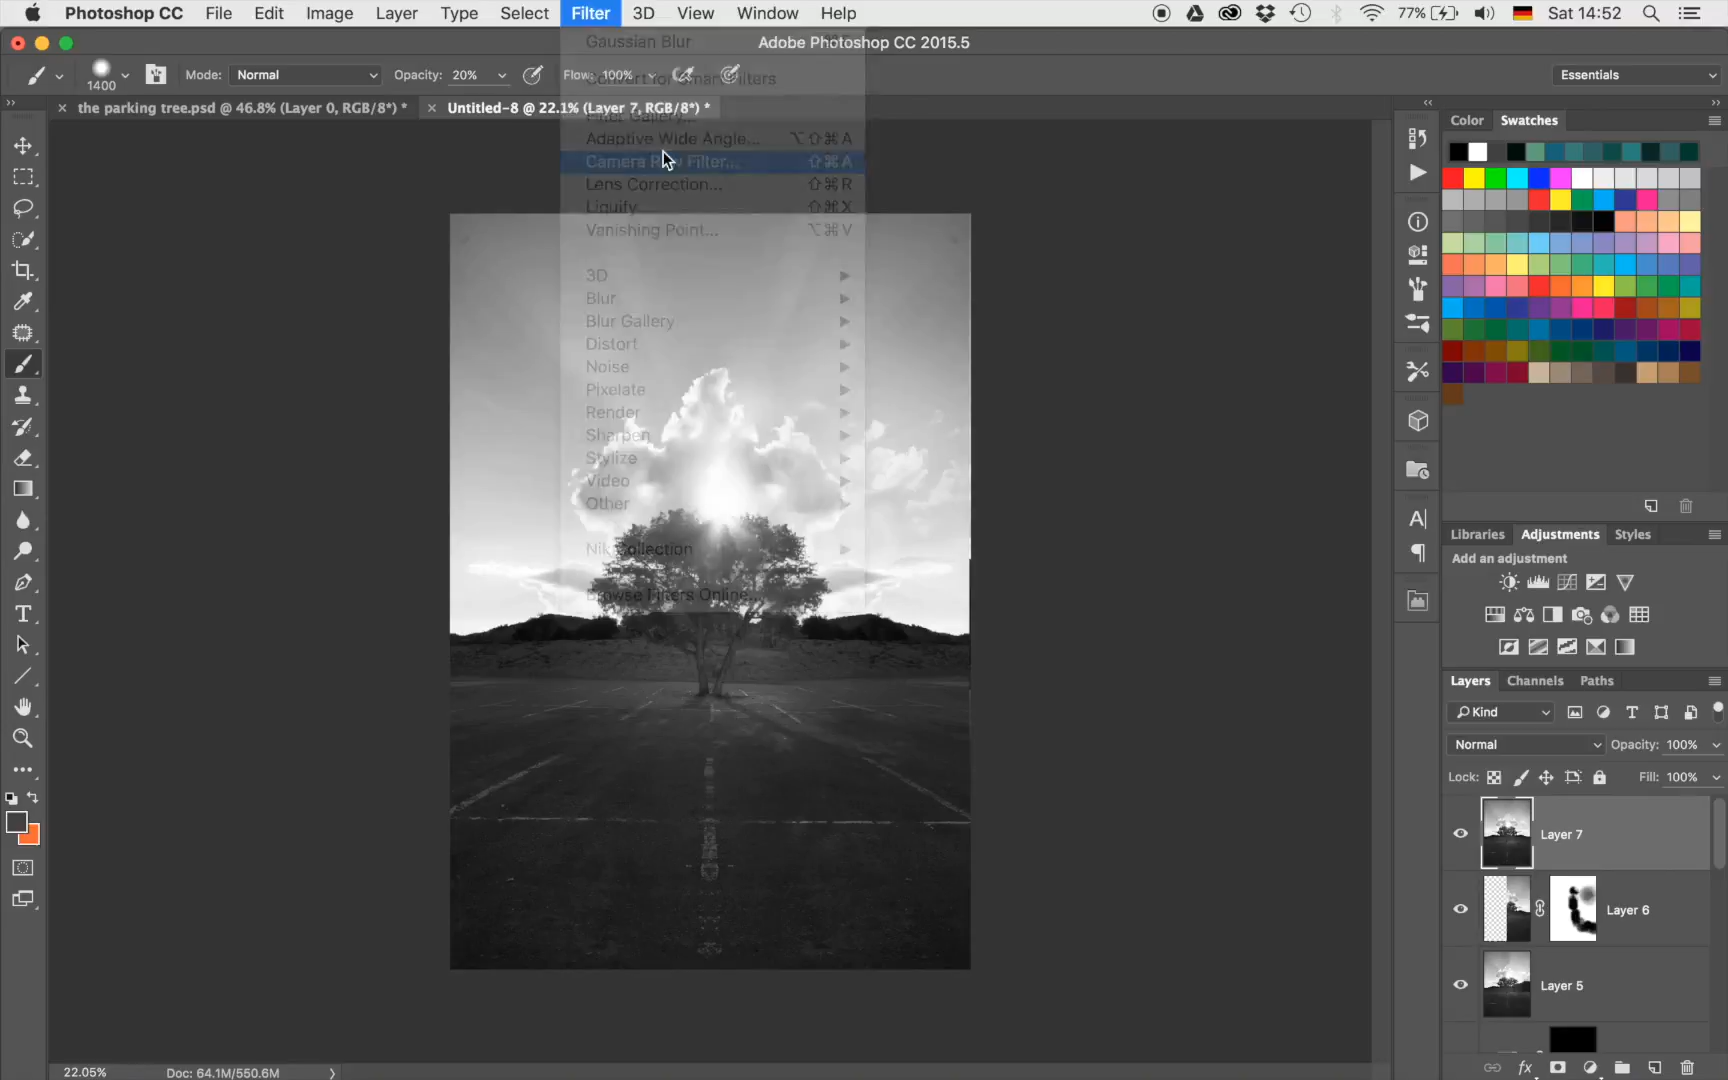 Photoshop CC File Edit Image Layer Type Select Filter 3D View Window Help 77% Sat 14:52
Adobe Photoshop CC 2015.5
1400 Mode: Normal Opacity: 20% Flow: 100% Essentials
the parking tree.psd @ 46.8% (Layer 0, RGB/8*) * Untitled-8 @ 22.1% (Layer 7, RGB/8*) *
Gaussian Blur
Convert for Smart Filters
Filter Gallery...
Adaptive Wide Angle... ⌥⇧⌘A
Camera Raw Filter... ⇧⌘A
Lens Correction... ⇧⌘R
Liquify... ⇧⌘X
Vanishing Point... ⌥⌘V
3D
Blur
Blur Gallery
Distort
Noise
Pixelate
Render
Sharpen
Stylize
Video
Other
Nik Collection
Browse Filters Online...
Color Swatches
Libraries Adjustments Styles
Add an adjustment
Layers Channels Paths
Kind
Normal Opacity: 100%
Lock: Fill: 100%
Layer 7
Layer 6
Layer 5
22.05% Doc: 64.1M/550.6M